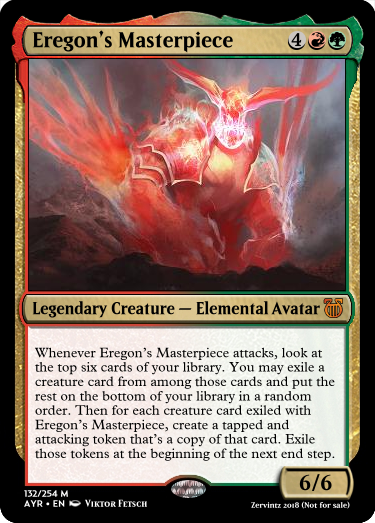 Eregon's Masterpiece 4
Legendary Creature — Elemental Avatar
Whenever Eregon's Masterpiece attacks, look at
the top six cards of your library. You may exile a
creature card from among those cards and put the
rest on the bottom of your library in a random
order. Then for each creature card exiled with
Eregon's Masterpiece, create a tapped and
attacking token that's a copy of that card. Exile
those tokens at the beginning of the next end step.
6/6
132/254 M
AYR • EN Viktor Fetsch
Zervintz 2018 (Not for sale)